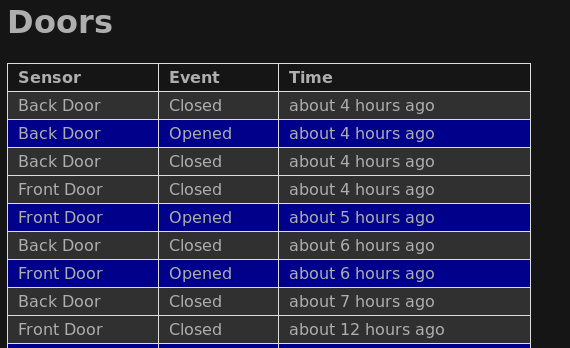 Doors
Sensor Event Time
Back Door Closed about 4 hours ago
Back Door Opened about 4 hours ago
Back Door Closed about 4 hours ago
Front Door Closed about 4 hours ago
Front Door Opened about 5 hours ago
Back Door Closed about 6 hours ago
Front Door Opened about 6 hours ago
Back Door Closed about 7 hours ago
Front Door Closed about 12 hours ago